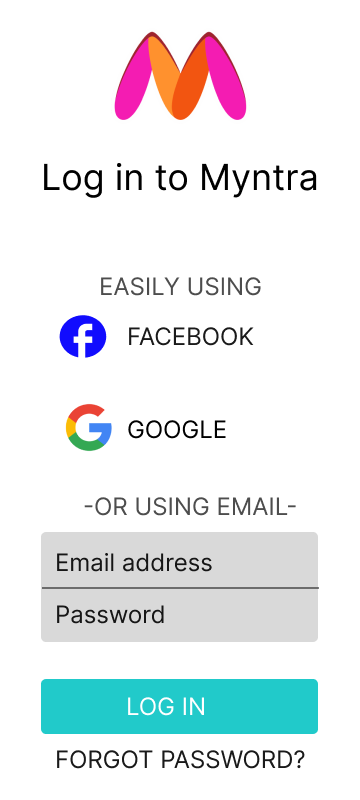 Log in to Myntra
EASILY USING
FACEBOOK
GOOGLE
-OR USING EMAIL-
Email address
Password
LOG IN
FORGOT PASSWORD?